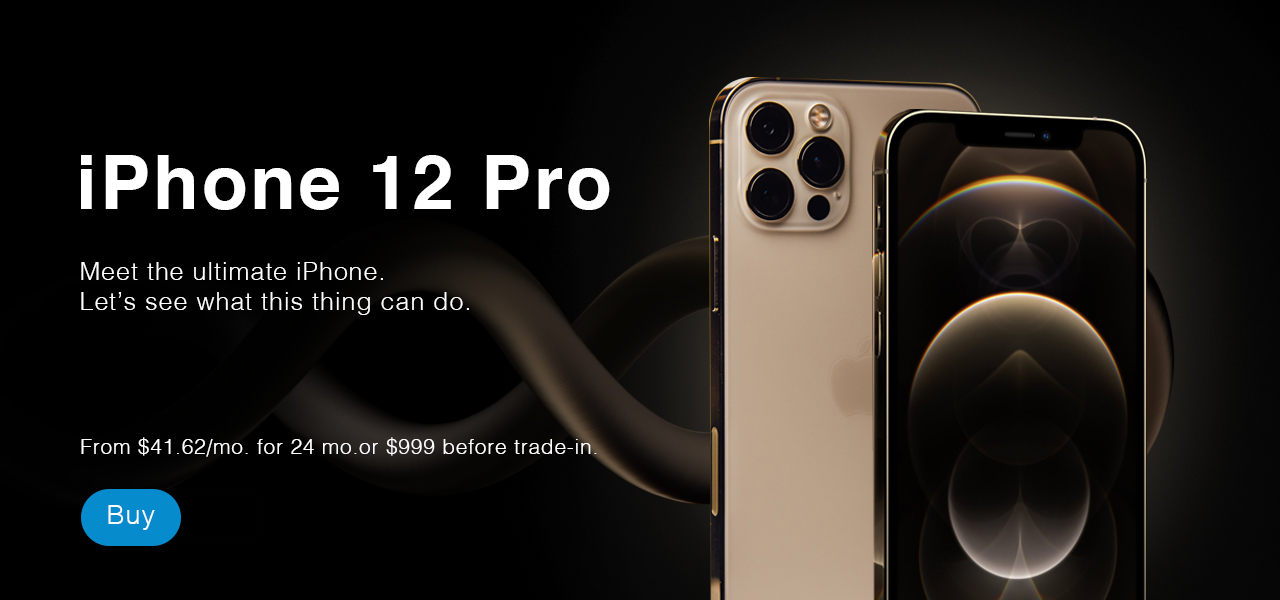 iPhone 12 Pro
Meet the ultimate iPhone.
Let’s see what this thing can do.
From $41.62/mo. for 24 mo.or $999 before trade-in.
Buy